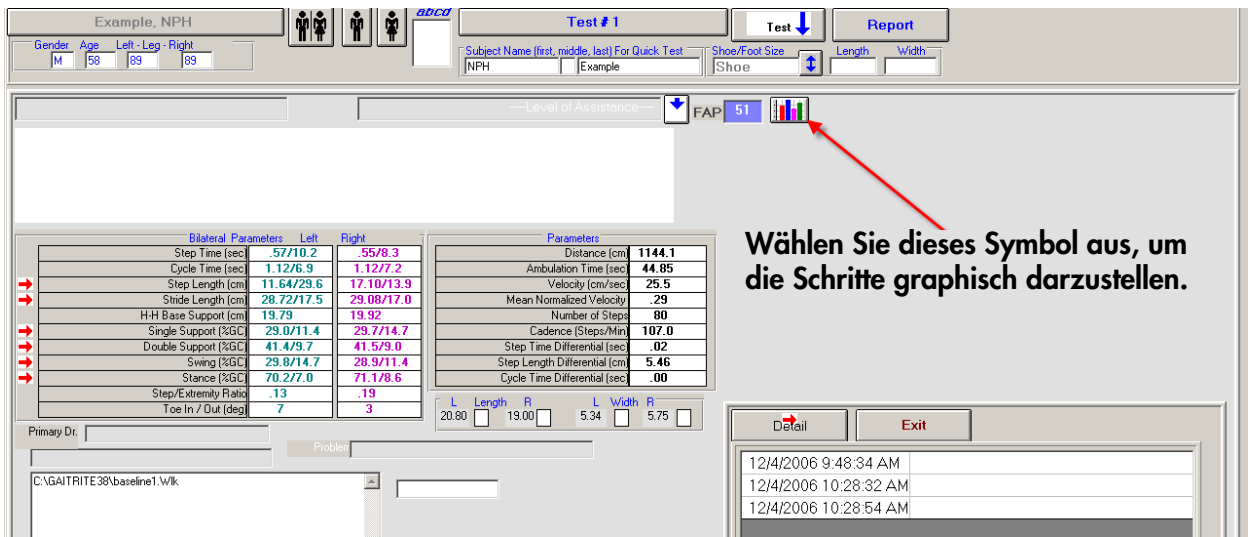 Example, NPH
abcd
Test # 1
Test
Report
Gender Age Left - Leg - Right
M 58 89 89
Subject Name (first, middle, last) For Quick Test
NPH Example
Shoe/Foot Size
Shoe
Length Width
—Level of Assistance—
FAP 51
Wählen Sie dieses Symbol aus, um
die Schritte graphisch darzustellen.
Bilateral Parameters Left Right
Step Time (sec) .57/10.2 .55/8.3
Cycle Time (sec) 1.12/6.9 1.12/7.2
Step Length (cm) 11.64/29.6 17.10/13.9
Stride Length (cm) 28.72/17.5 29.08/17.0
H-H Base Support (cm) 19.79 19.92
Single Support (%GC) 29.0/11.4 29.7/14.7
Double Support (%GC) 41.4/9.7 41.5/9.0
Swing (%GC) 29.8/14.7 28.9/11.4
Stance (%GC) 70.2/7.0 71.1/8.6
Step/Extremity Ratio .13 .19
Toe In / Out (deg) 7 3
Parameters
Distance (cm) 1144.1
Ambulation Time (sec) 44.85
Velocity (cm/sec) 25.5
Mean Normalized Velocity .29
Number of Steps 80
Cadence (Steps/Min) 107.0
Step Time Differential (sec) .02
Step Length Differential (cm) 5.46
Cycle Time Differential (sec) .00
L Length R L Width R
20.80 19.00 5.34 5.75
Primary Dr.
Problem
C:\GAITRITE38\baseline1.Wlk
Detail Exit
12/4/2006 9:48:34 AM
12/4/2006 10:28:32 AM
12/4/2006 10:28:54 AM